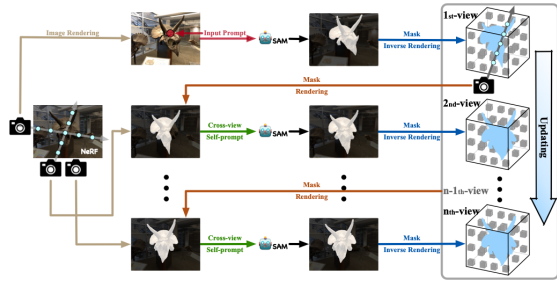 Image Rendering
Input Prompt
SAM
Mask
Inverse Rendering
1st-view
Mask
Rendering
NeRF
Cross-view
Self-prompt
SAM
Mask
Inverse Rendering
2nd-view
Updating
Mask
Rendering
n-1th-view
Cross-view
Self-prompt
SAM
Mask
Inverse Rendering
nth-view